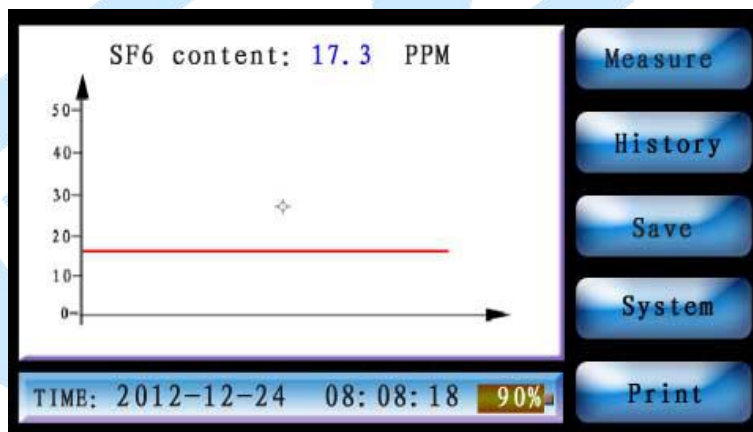 SF6 content: 17.3 PPM
50
40
30
20
10
0
TIME: 2012-12-24 08:08:18 90%
Measure
History
Save
System
Print